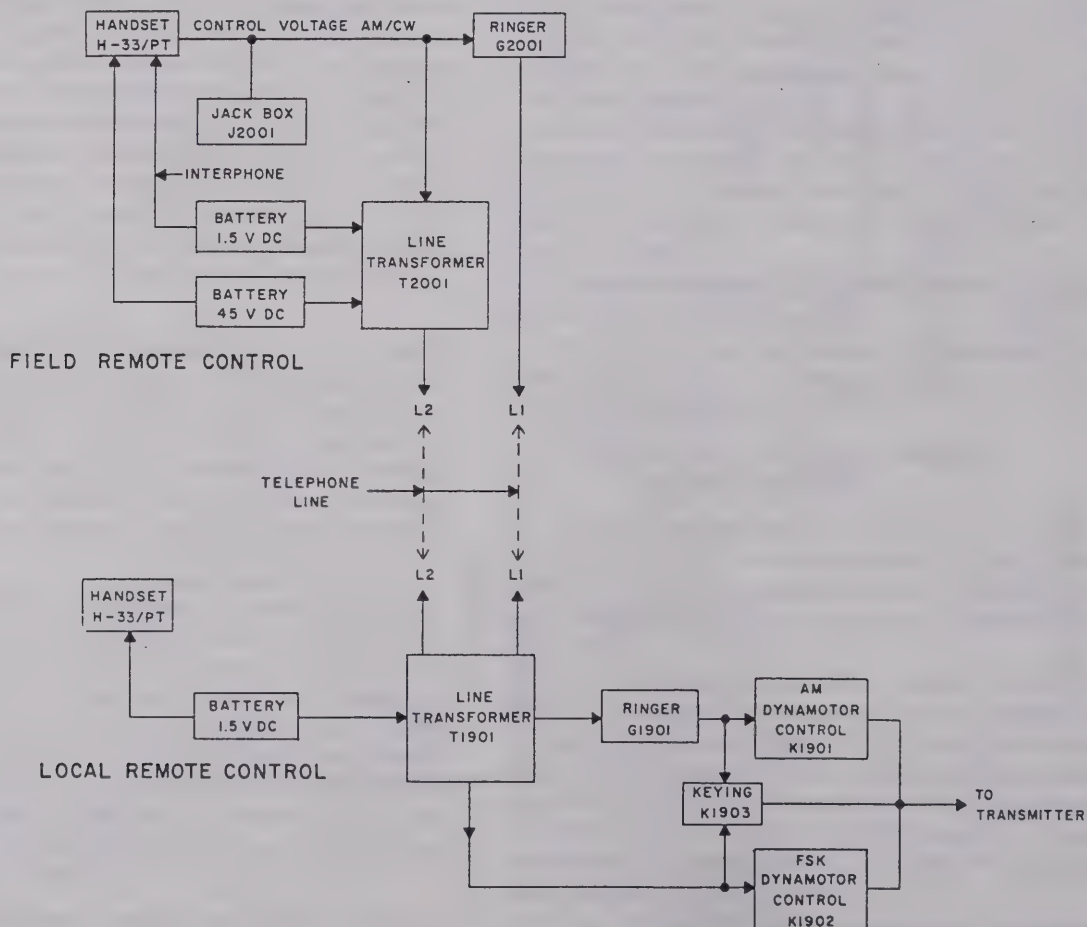 HANDSET
H-33/PT
CONTROL VOLTAGE AM/CW
RINGER
G2001
JACK BOX
J2001
INTERPHONE
BATTERY
1.5 V DC
LINE
TRANSFORMER
T2001
BATTERY
45 V DC
FIELD REMOTE CONTROL
L2
L1
TELEPHONE
LINE
L2
L1
HANDSET
H-33/PT
BATTERY
1.5 V DC
LINE
TRANSFORMER
T1901
RINGER
G1901
AM
DYNAMOTOR
CONTROL
K1901
LOCAL REMOTE CONTROL
KEYING
K1903
TO
TRANSMITTER
FSK
DYNAMOTOR
CONTROL
K1902